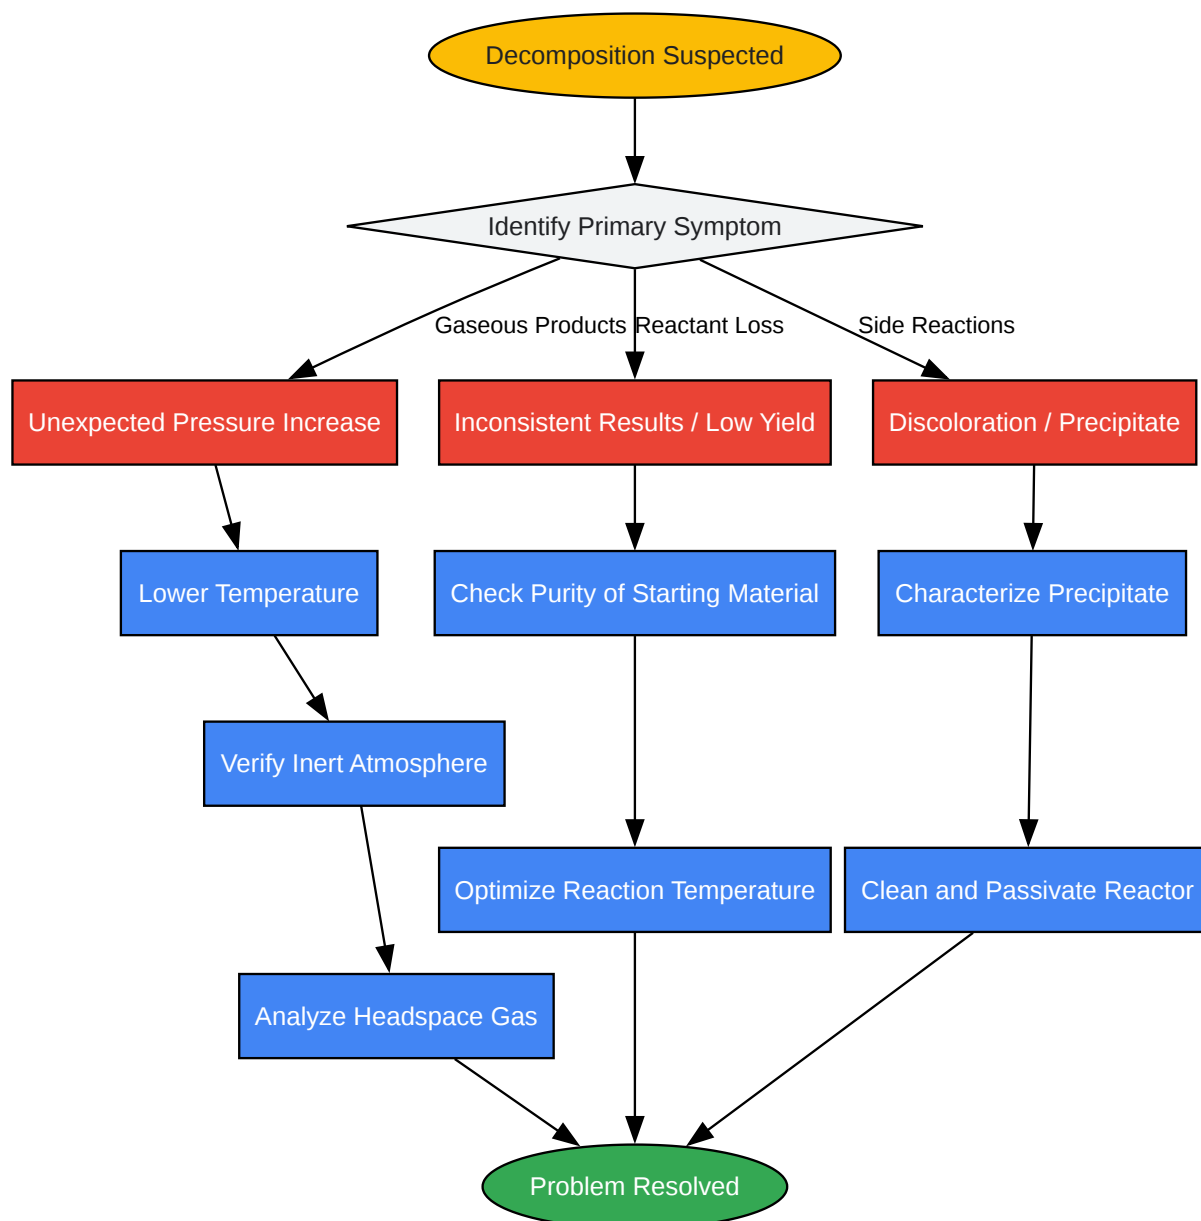 Decomposition Suspected
Identify Primary Symptom
Gaseous Products
Reactant Loss
Side Reactions
Unexpected Pressure Increase
Inconsistent Results / Low Yield
Discoloration / Precipitate
Lower Temperature
Check Purity of Starting Material
Characterize Precipitate
Verify Inert Atmosphere
Optimize Reaction Temperature
Clean and Passivate Reactor
Analyze Headspace Gas
Problem Resolved